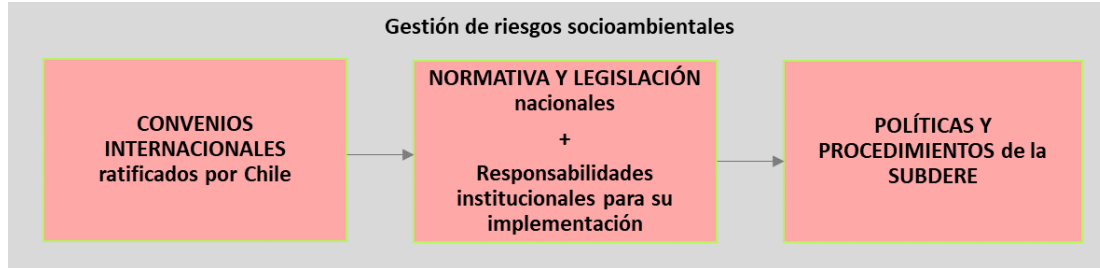 Gestión de riesgos socioambientales
CONVENIOS
INTERNACIONALES
ratificados por Chile
NORMATIVA Y LEGISLACIÓN
nacionales
+
Responsabilidades
institucionales para su
implementación
POLÍTICAS Y
PROCEDIMIENTOS de la
SUBDERE